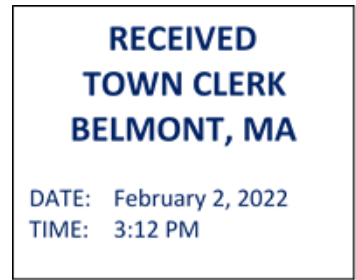 RECEIVED
TOWN CLERK
BELMONT, MA
DATE: February 2, 2022
TIME: 3:12 PM